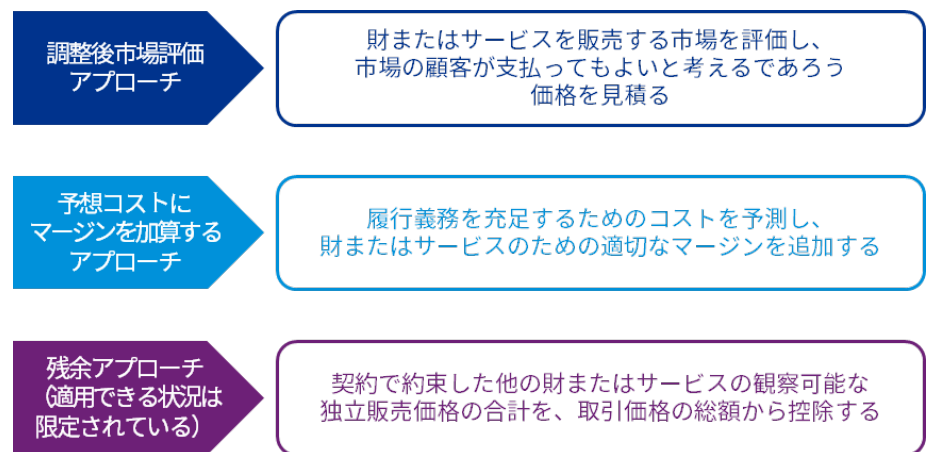 調整後市場評価
アプローチ
財またはサービスを販売する市場を評価し、
市場の顧客が支払ってもよいと考えるであろう
価格を見積る
予想コストに
マージンを加算する
アプローチ
履行義務を充足するためのコストを予測し、
財またはサービスのための適切なマージンを追加する
残余アプローチ
（適用できる状況は
限定されている）
契約で約束した他の財またはサービスの観察可能な
独立販売価格の合計を、取引価格の総額から控除する